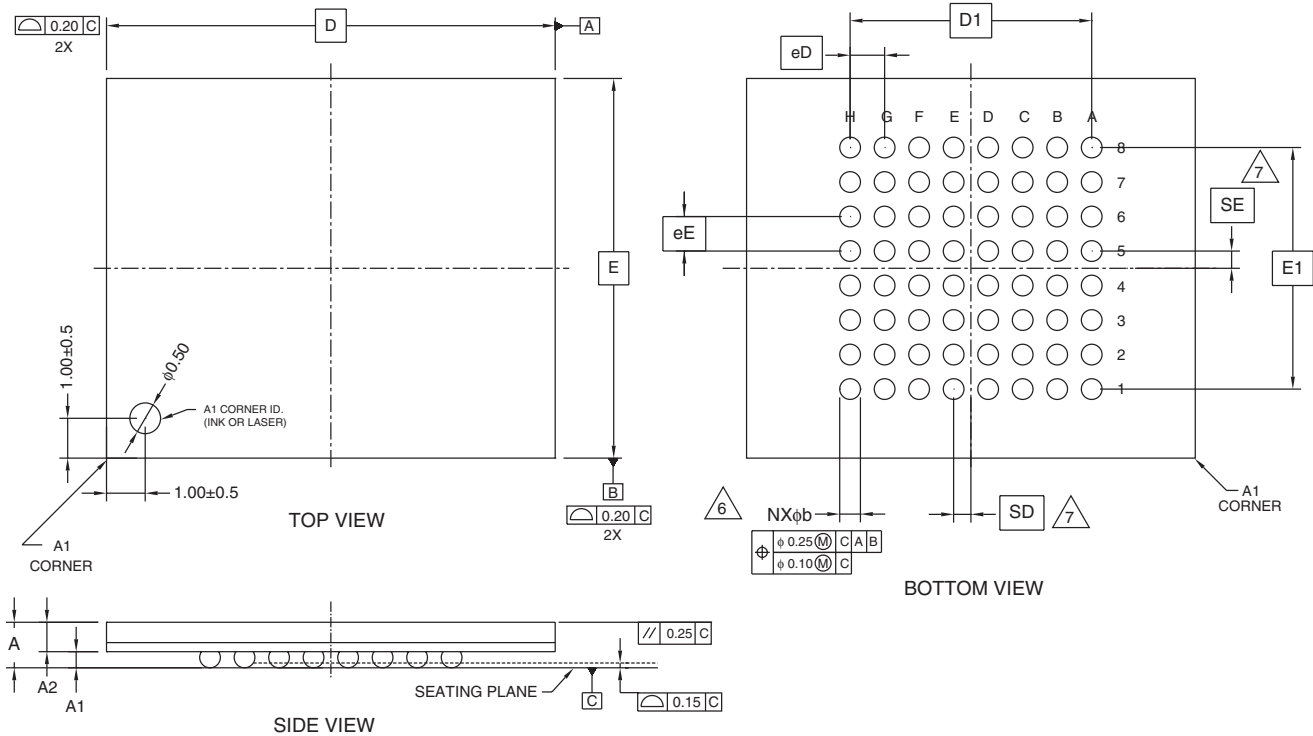 0.20 C
2X
D
A
E
1.00±0.5
ϕ0.50
A1 CORNER ID.
(INK OR LASER)
1.00±0.5
B
0.20 C
2X
TOP VIEW
A1
CORNER
D1
eD
H G F E D C B A
8
7
6
5
4
3
2
1
7
SE
eE
E1
6
NXϕb
ϕ 0.25 Ⓜ C A B
ϕ 0.10 Ⓜ C
SD
7
A1
CORNER
BOTTOM VIEW
A
A2
A1
// 0.25 C
SEATING PLANE
C
0.15 C
SIDE VIEW